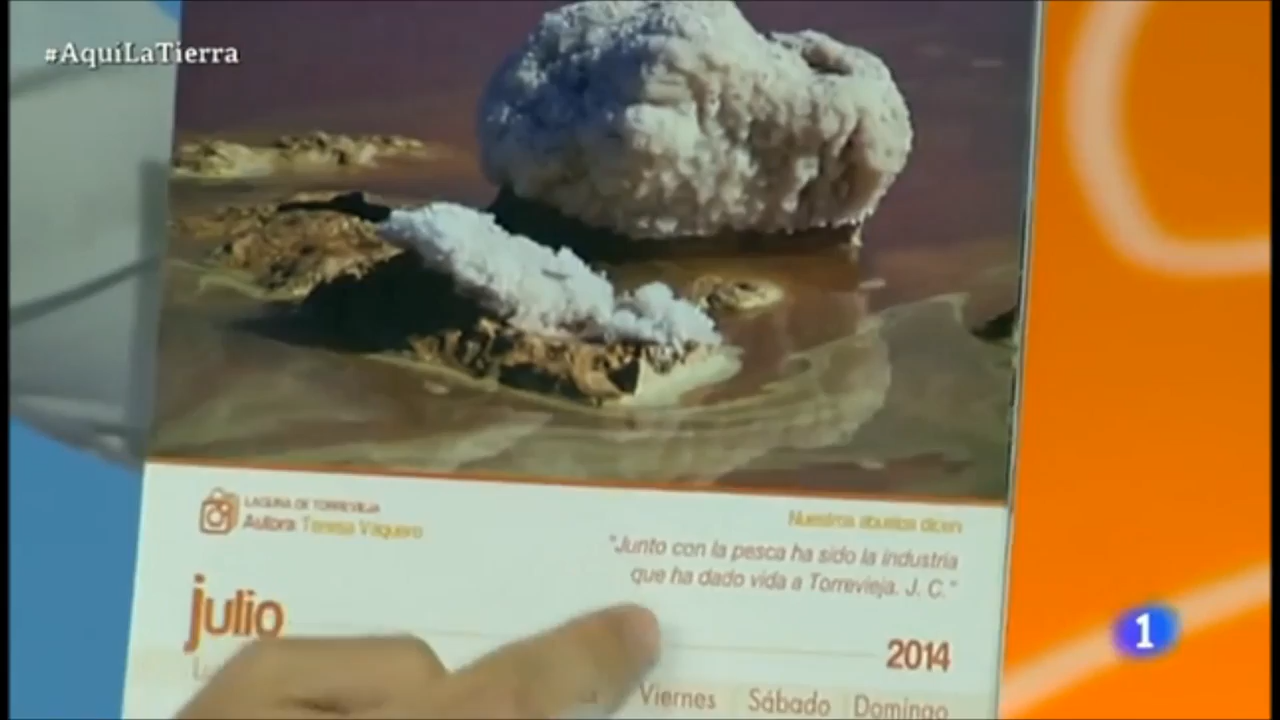 #AquíLaTierra
LAGUNA DE TORREVIEJA
Autora Teresa Vaquero
Nuestros abuelos dicen
"Junto con la pesca ha sido la industria
que ha dado vida a Torrevieja. J. C."
julio
2014
Viernes Sábado Domingo
1